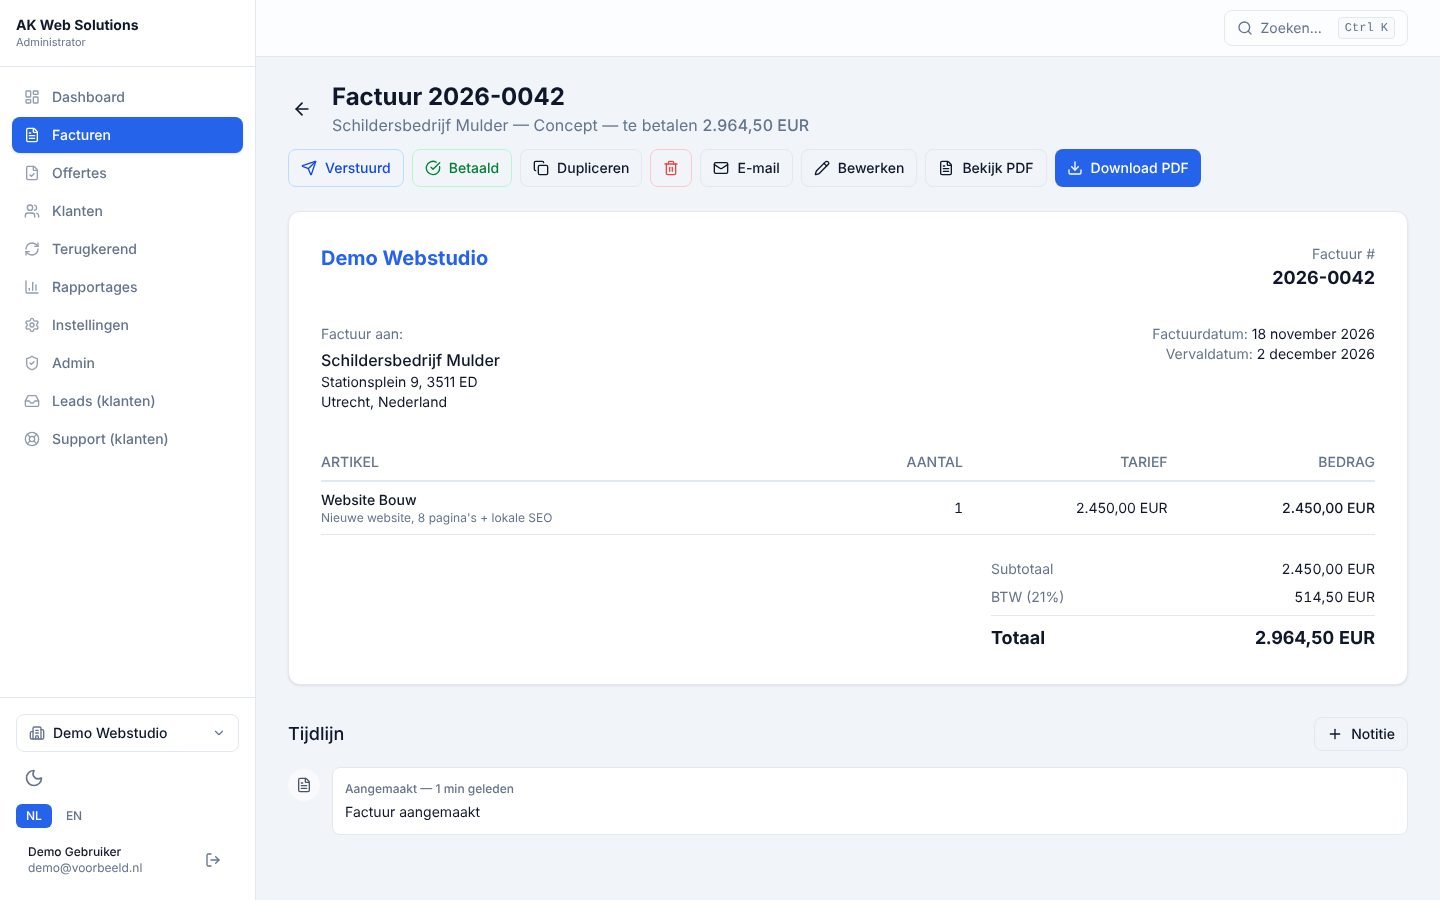 AK Web Solutions
Administrator
Dashboard
Facturen
Offertes
Klanten
Terugkerend
Rapportages
Instellingen
Admin
Leads (klanten)
Support (klanten)
Demo Webstudio
NL EN
Demo Gebruiker
demo@voorbeeld.nl
Zoeken... Ctrl K
Factuur 2026-0042
Schildersbedrijf Mulder — Concept — te betalen 2.964,50 EUR
Verstuurd Betaald Dupliceren E-mail Bewerken Bekijk PDF Download PDF
Demo Webstudio
Factuur #
2026-0042
Factuur aan:
Schildersbedrijf Mulder
Stationsplein 9, 3511 ED
Utrecht, Nederland
Factuurdatum: 18 november 2026
Vervaldatum: 2 december 2026
ARTIKEL AANTAL TARIEF BEDRAG
Website Bouw 1 2.450,00 EUR 2.450,00 EUR
Nieuwe website, 8 pagina's + lokale SEO
Subtotaal 2.450,00 EUR
BTW (21%) 514,50 EUR
Totaal 2.964,50 EUR
Tijdlijn
Notitie
Aangemaakt — 1 min geleden
Factuur aangemaakt